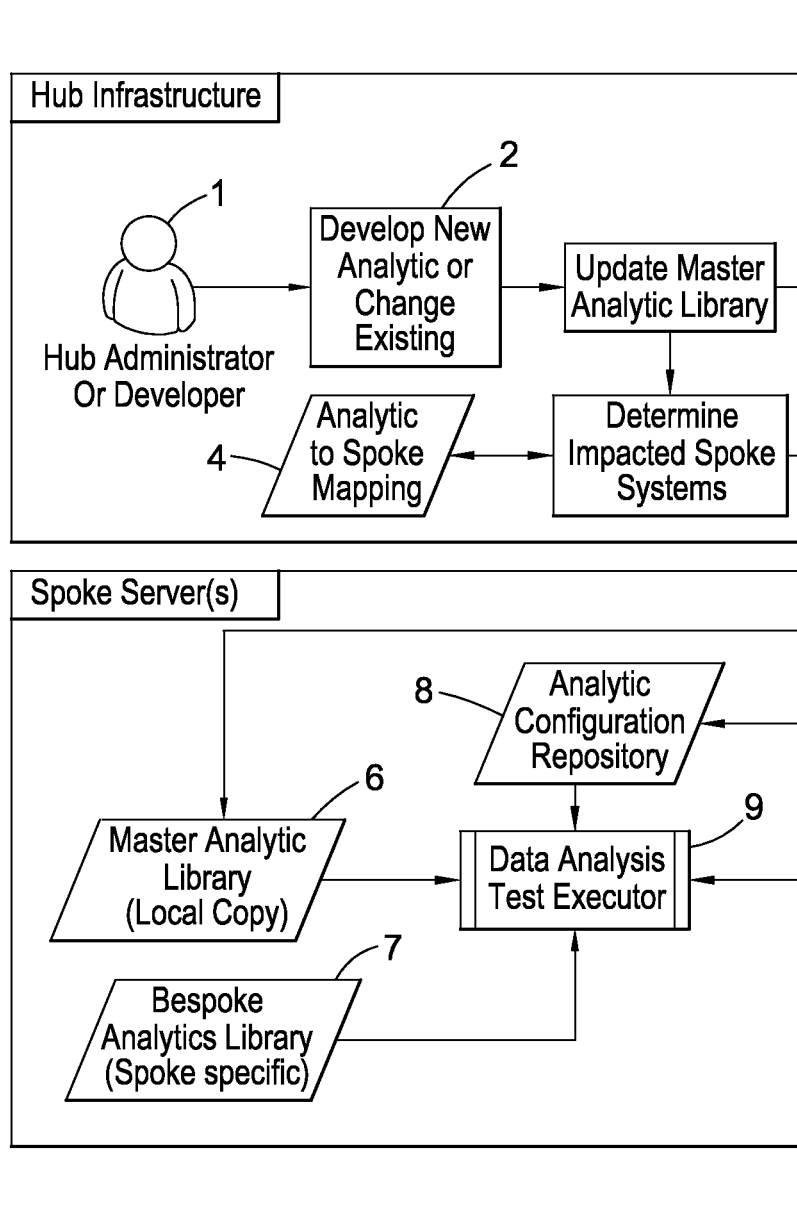 Hub Infrastructure
1
2
Develop New
Analytic or
Change
Existing
Update Master
Analytic Library
Hub Administrator
Or Developer
4
Analytic
to Spoke
Mapping
Determine
Impacted Spoke
Systems
Spoke Server(s)
8
Analytic
Configuration
Repository
6
Master Analytic
Library
(Local Copy)
9
Data Analysis
Test Executor
7
Bespoke
Analytics Library
(Spoke specific)